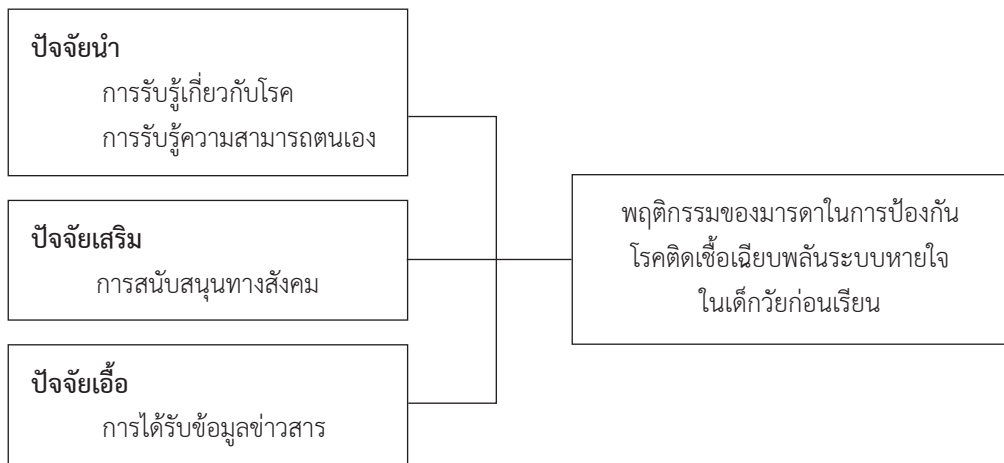 ปัจจัยนำ
การรับรู้เกี่ยวกับโรค
การรับรู้ความสามารถตนเอง
ปัจจัยเสริม
การสนับสนุนทางสังคม
ปัจจัยเอื้อ
การได้รับข้อมูลข่าวสาร
พฤติกรรมของมารดาในการป้องกัน
โรคติดเชื้อเฉียบพลันระบบหายใจ
ในเด็กวัยก่อนเรียน